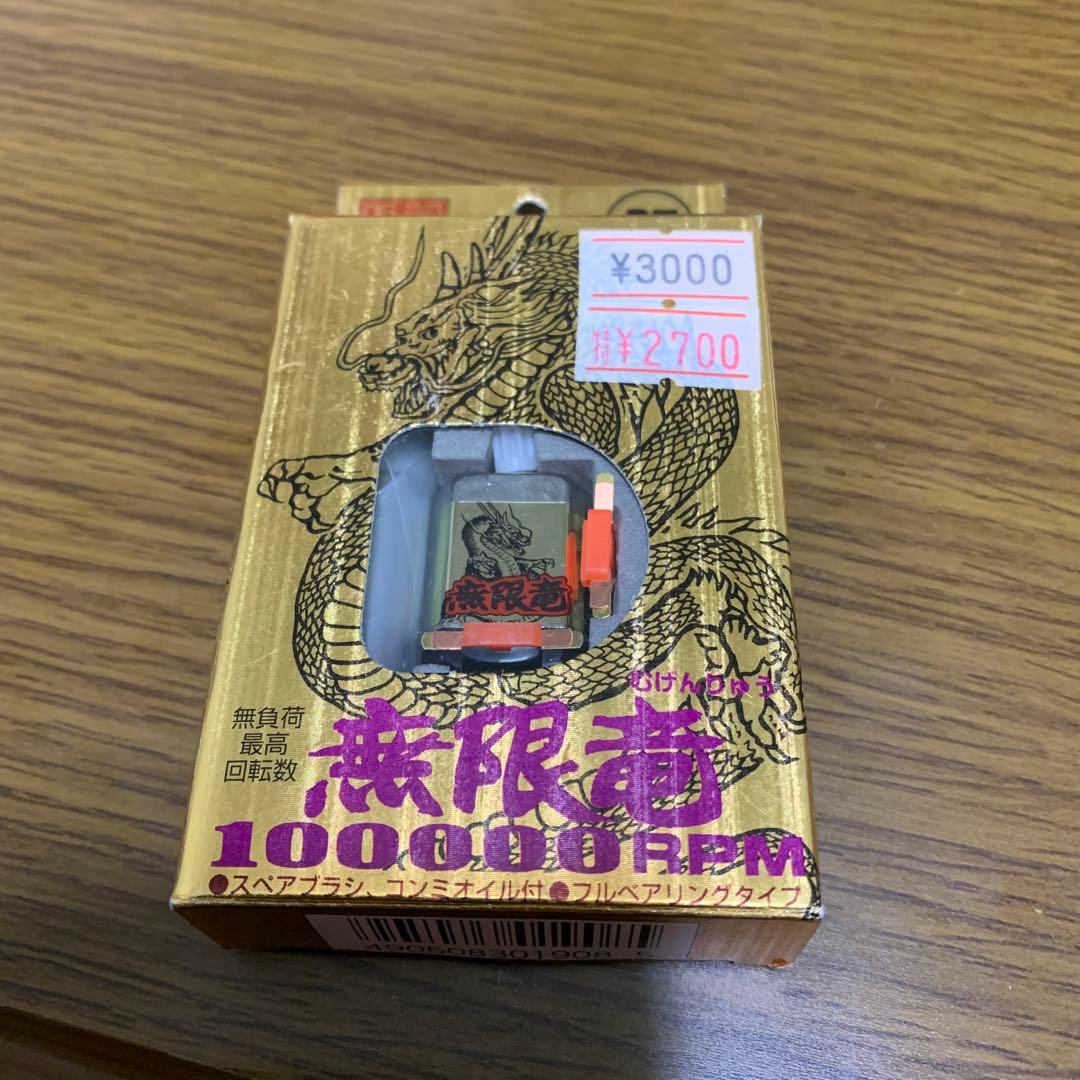 ¥3000
特¥2700
無限竜
むげんりゅう
無負荷
最高
回転数
無限竜
100000RPM
●スペアブラシ、コンミオイル付●フルベアリングタイプ
490508301908